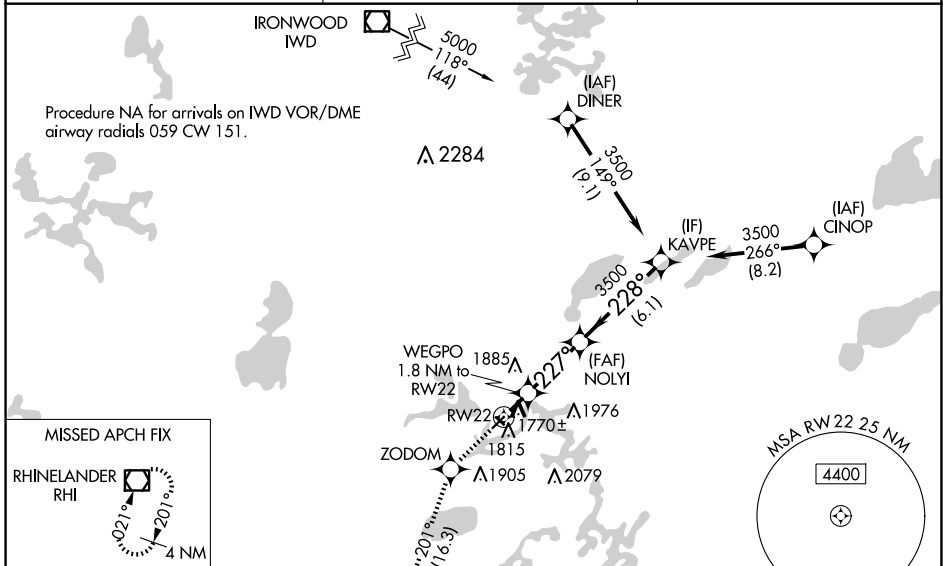 IRONWOOD
IWD
5000
118°
(44)
Procedure NA for arrivals on IWD VOR/DME
airway radials 059 CW 151.
2284
(IAF)
DINER
3500
149°
(9.1)
(IF)
KAVPE
3500
266°
(8.2)
(IAF)
CINOP
3500
228°
(6.1)
(FAF)
NOLYI
227°
WEGPO
1.8 NM to
RW22
1885
RW22
1976
1770±
1815
ZODOM
1905
2079
201°
(16.3)
MISSED APCH FIX
RHINELANDER
RHI
021°
201°
4 NM
MSA RW22 25 NM
4400